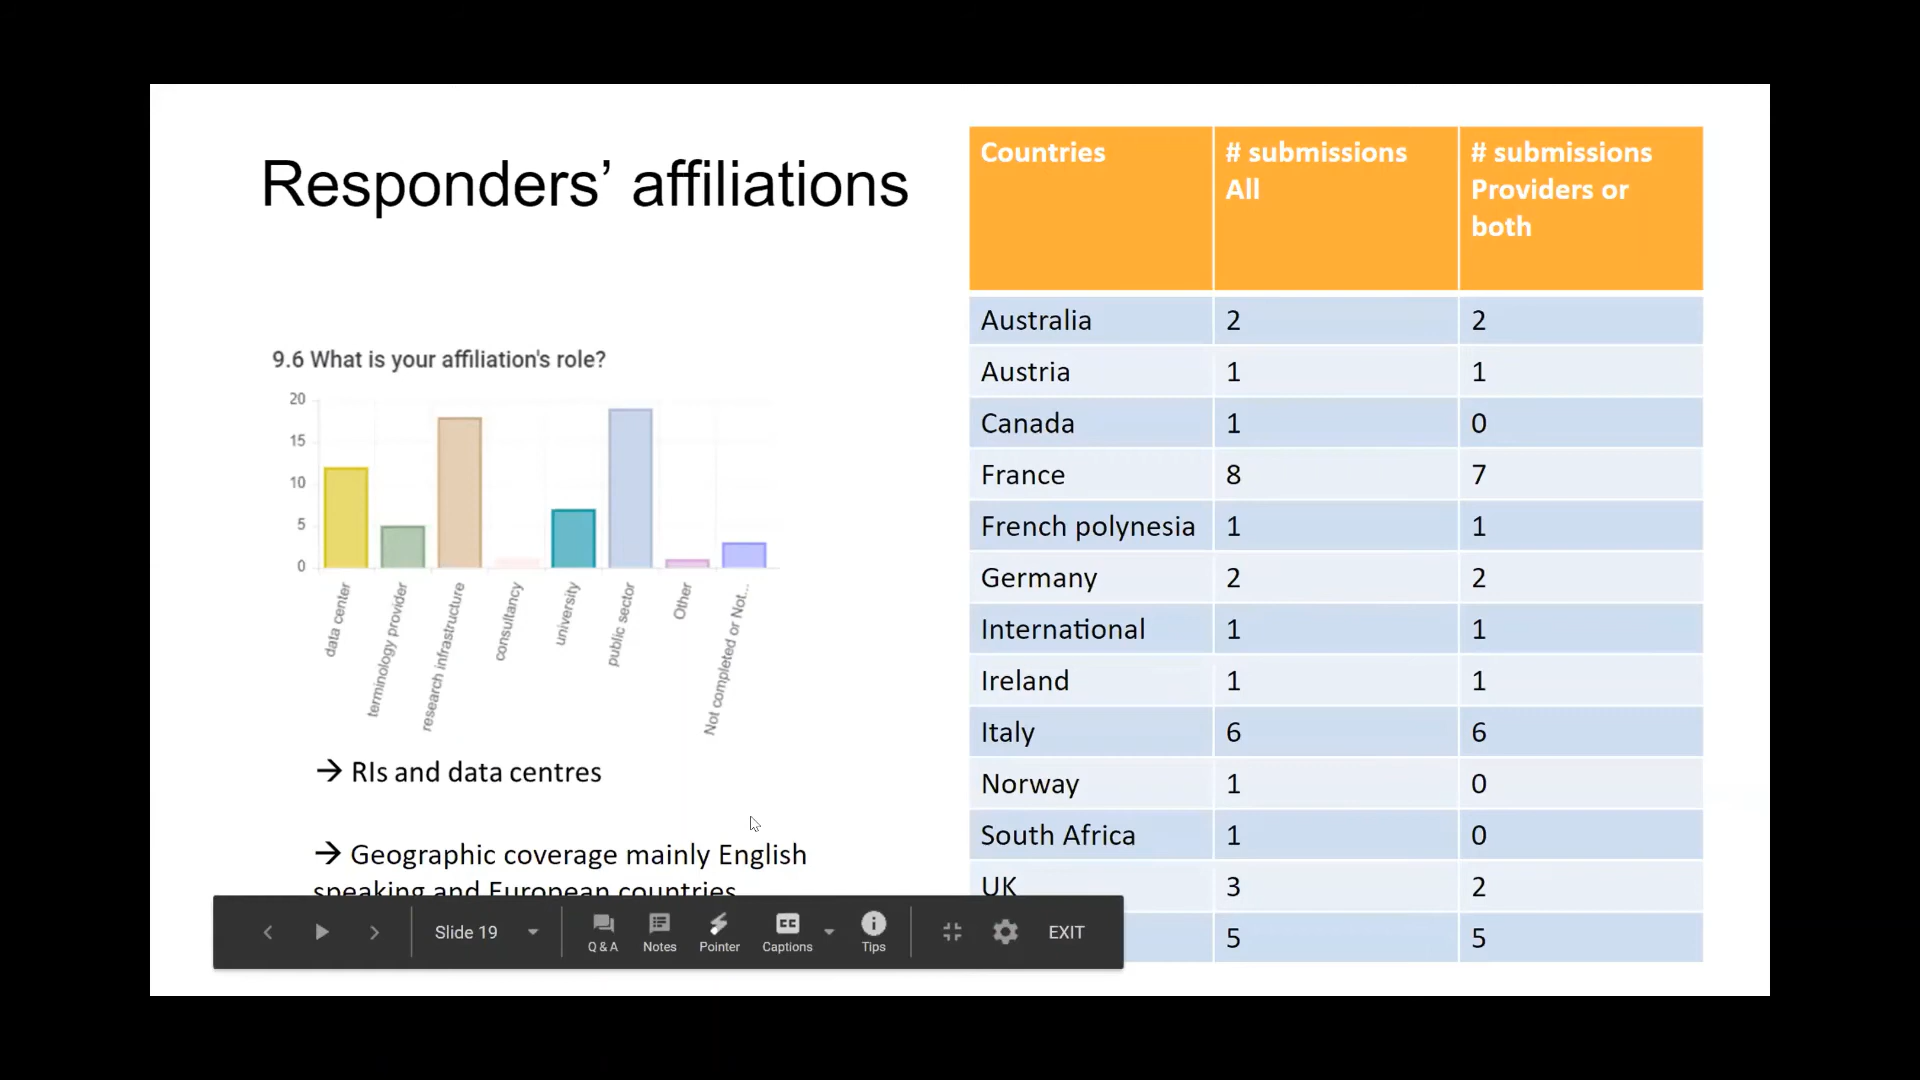 Responders’ affiliations
9.6 What is your affiliation's role?
20
15
10
5
0
data center
terminology provider
research infrastructure
consultancy
university
public sector
Other
Not completed or Not...
→ RIs and data centres
→ Geographic coverage mainly English
speaking and European countries
Countries
# submissions
All
# submissions
Providers or
both
Australia 2 2
Austria 1 1
Canada 1 0
France 8 7
French polynesia 1 1
Germany 2 2
International 1 1
Ireland 1 1
Italy 6 6
Norway 1 0
South Africa 1 0
UK 3 2
5 5
Slide 19
Q & A
Notes
Pointer
CC
Captions
Tips
EXIT